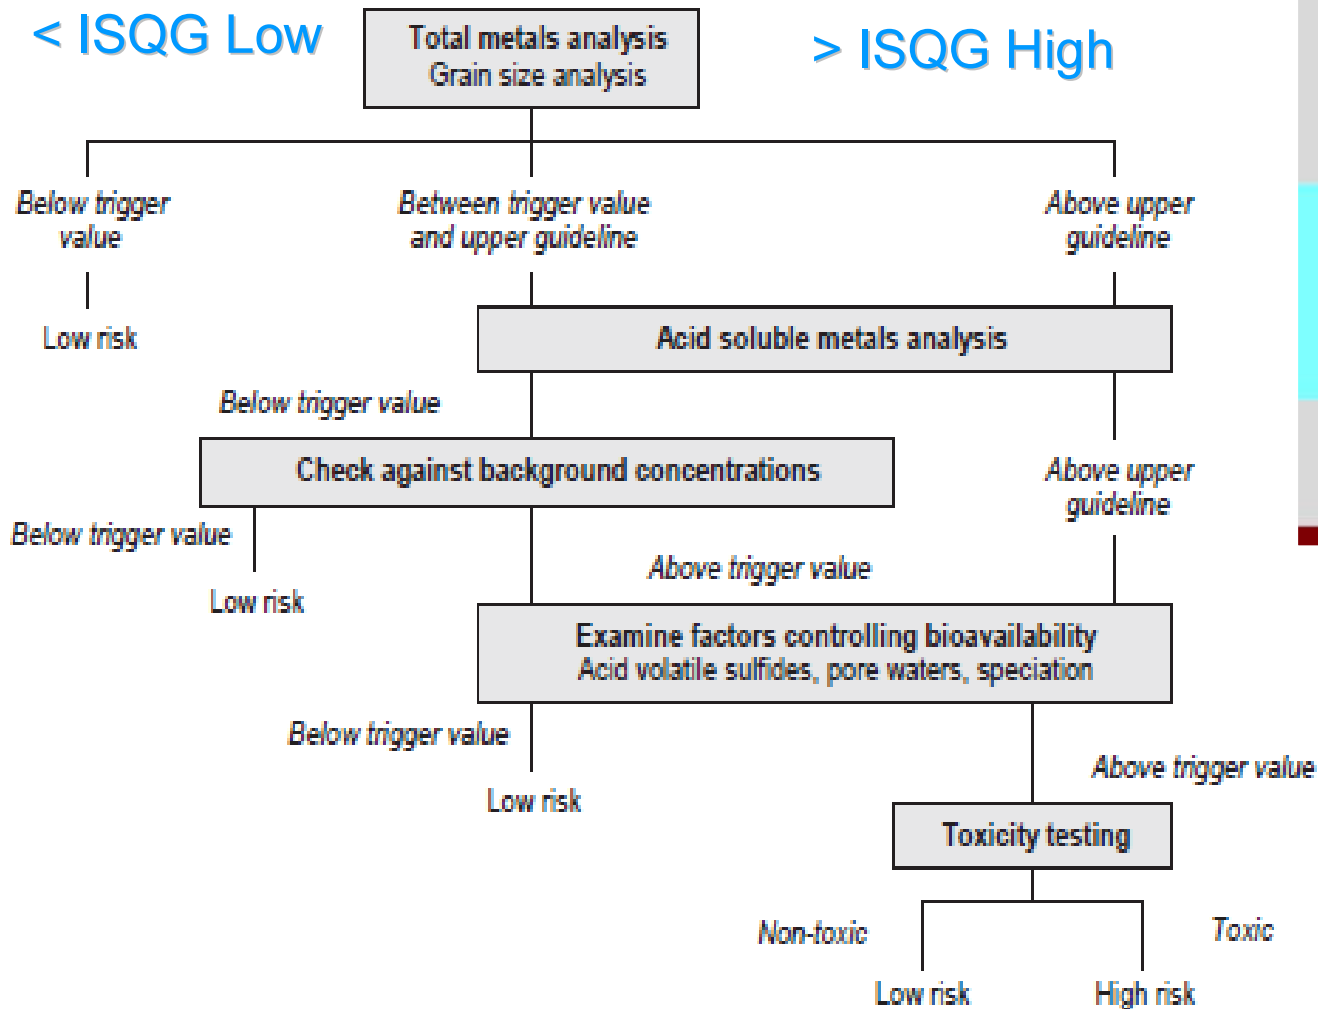 < ISQG Low
Total metals analysis
Grain size analysis
> ISQG High
Below trigger
value
Between trigger value
and upper guideline
Above upper
guideline
Low risk
Acid soluble metals analysis
Below trigger value
Check against background concentrations
Above upper
guideline
Below trigger value
Low risk
Above trigger value
Examine factors controlling bioavailability
Acid volatile sulfides, pore waters, speciation
Below trigger value
Low risk
Above trigger value
Toxicity testing
Non-toxic
Toxic
Low risk
High risk